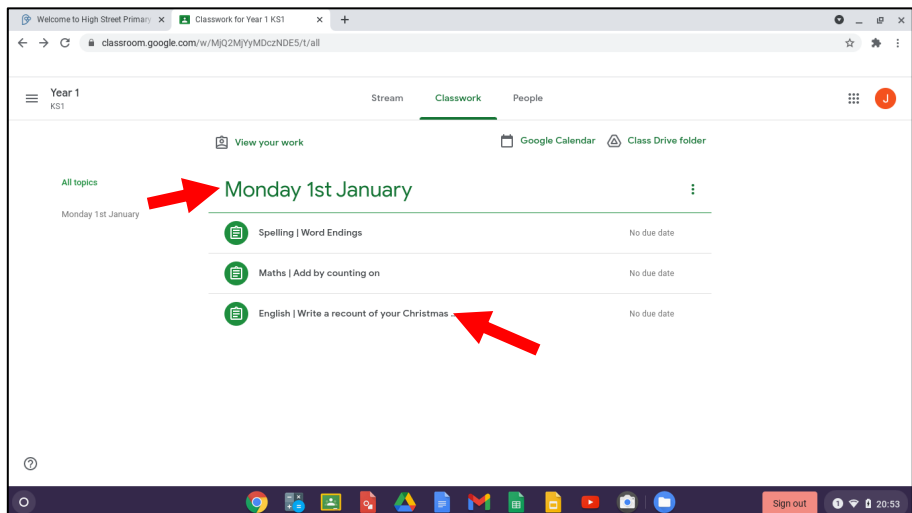 Welcome to High Street Primary
Classwork for Year 1 KS1
classroom.google.com/w/MjQ2MjYyMDczNDE5/t/all
Year 1
KS1
Stream
Classwork
People
J
View your work
Google Calendar
Class Drive folder
All topics
Monday 1st January
Monday 1st January
Spelling | Word Endings
No due date
Maths | Add by counting on
No due date
English | Write a recount of your Christmas ..
No due date
Sign out
1
20:53